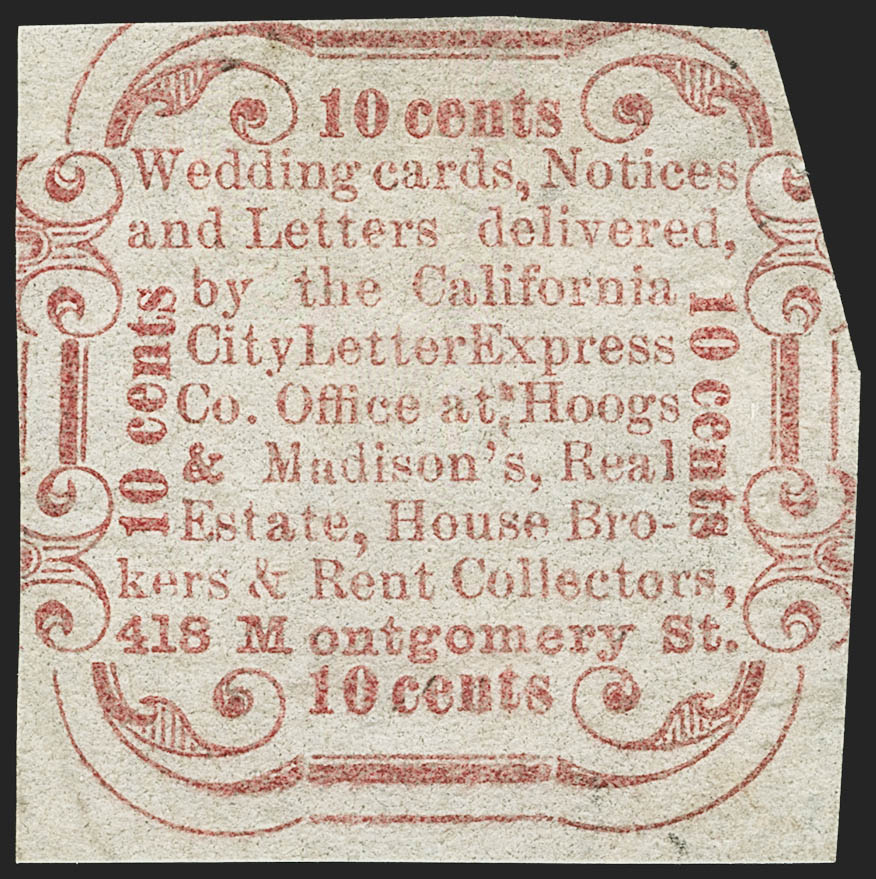 10 cents
Wedding cards, Notices
and Letters delivered,
by the California
City Letter Express
Co. Office at Hoogs
& Madison's, Real
Estate, House Bro-
kers & Rent Collectors,
418 Montgomery St.
10 cents
10 cents
10 cents